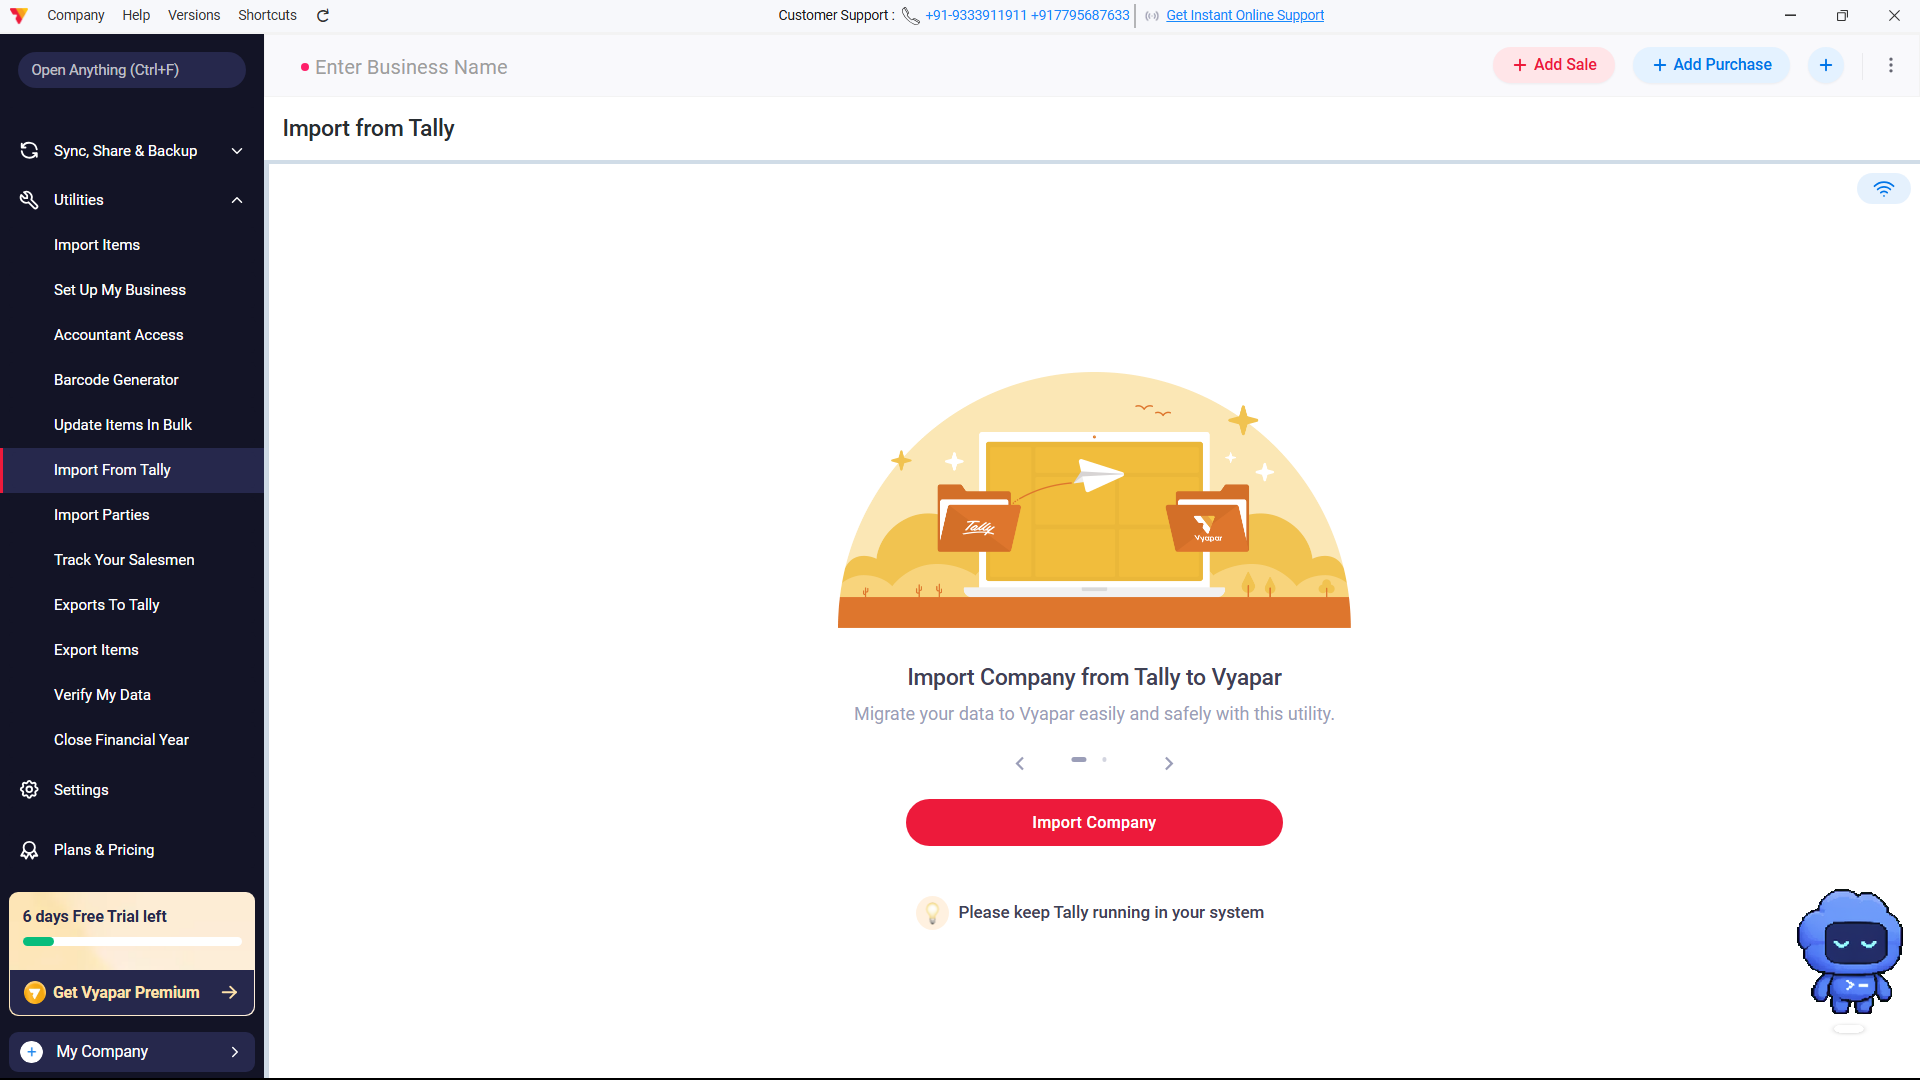 Company Help Versions Shortcuts
Customer Support : +91-9333911911 +917795687633 Get Instant Online Support
Open Anything (Ctrl+F)
Enter Business Name
Add Sale
Add Purchase
Import from Tally
Sync, Share & Backup
Utilities
Import Items
Set Up My Business
Accountant Access
Barcode Generator
Update Items In Bulk
Import From Tally
Import Parties
Track Your Salesmen
Exports To Tally
Export Items
Verify My Data
Close Financial Year
Settings
Plans & Pricing
6 days Free Trial left
Get Vyapar Premium
My Company
Tally
Vyapar
Import Company from Tally to Vyapar
Migrate your data to Vyapar easily and safely with this utility.
Import Company
Please keep Tally running in your system